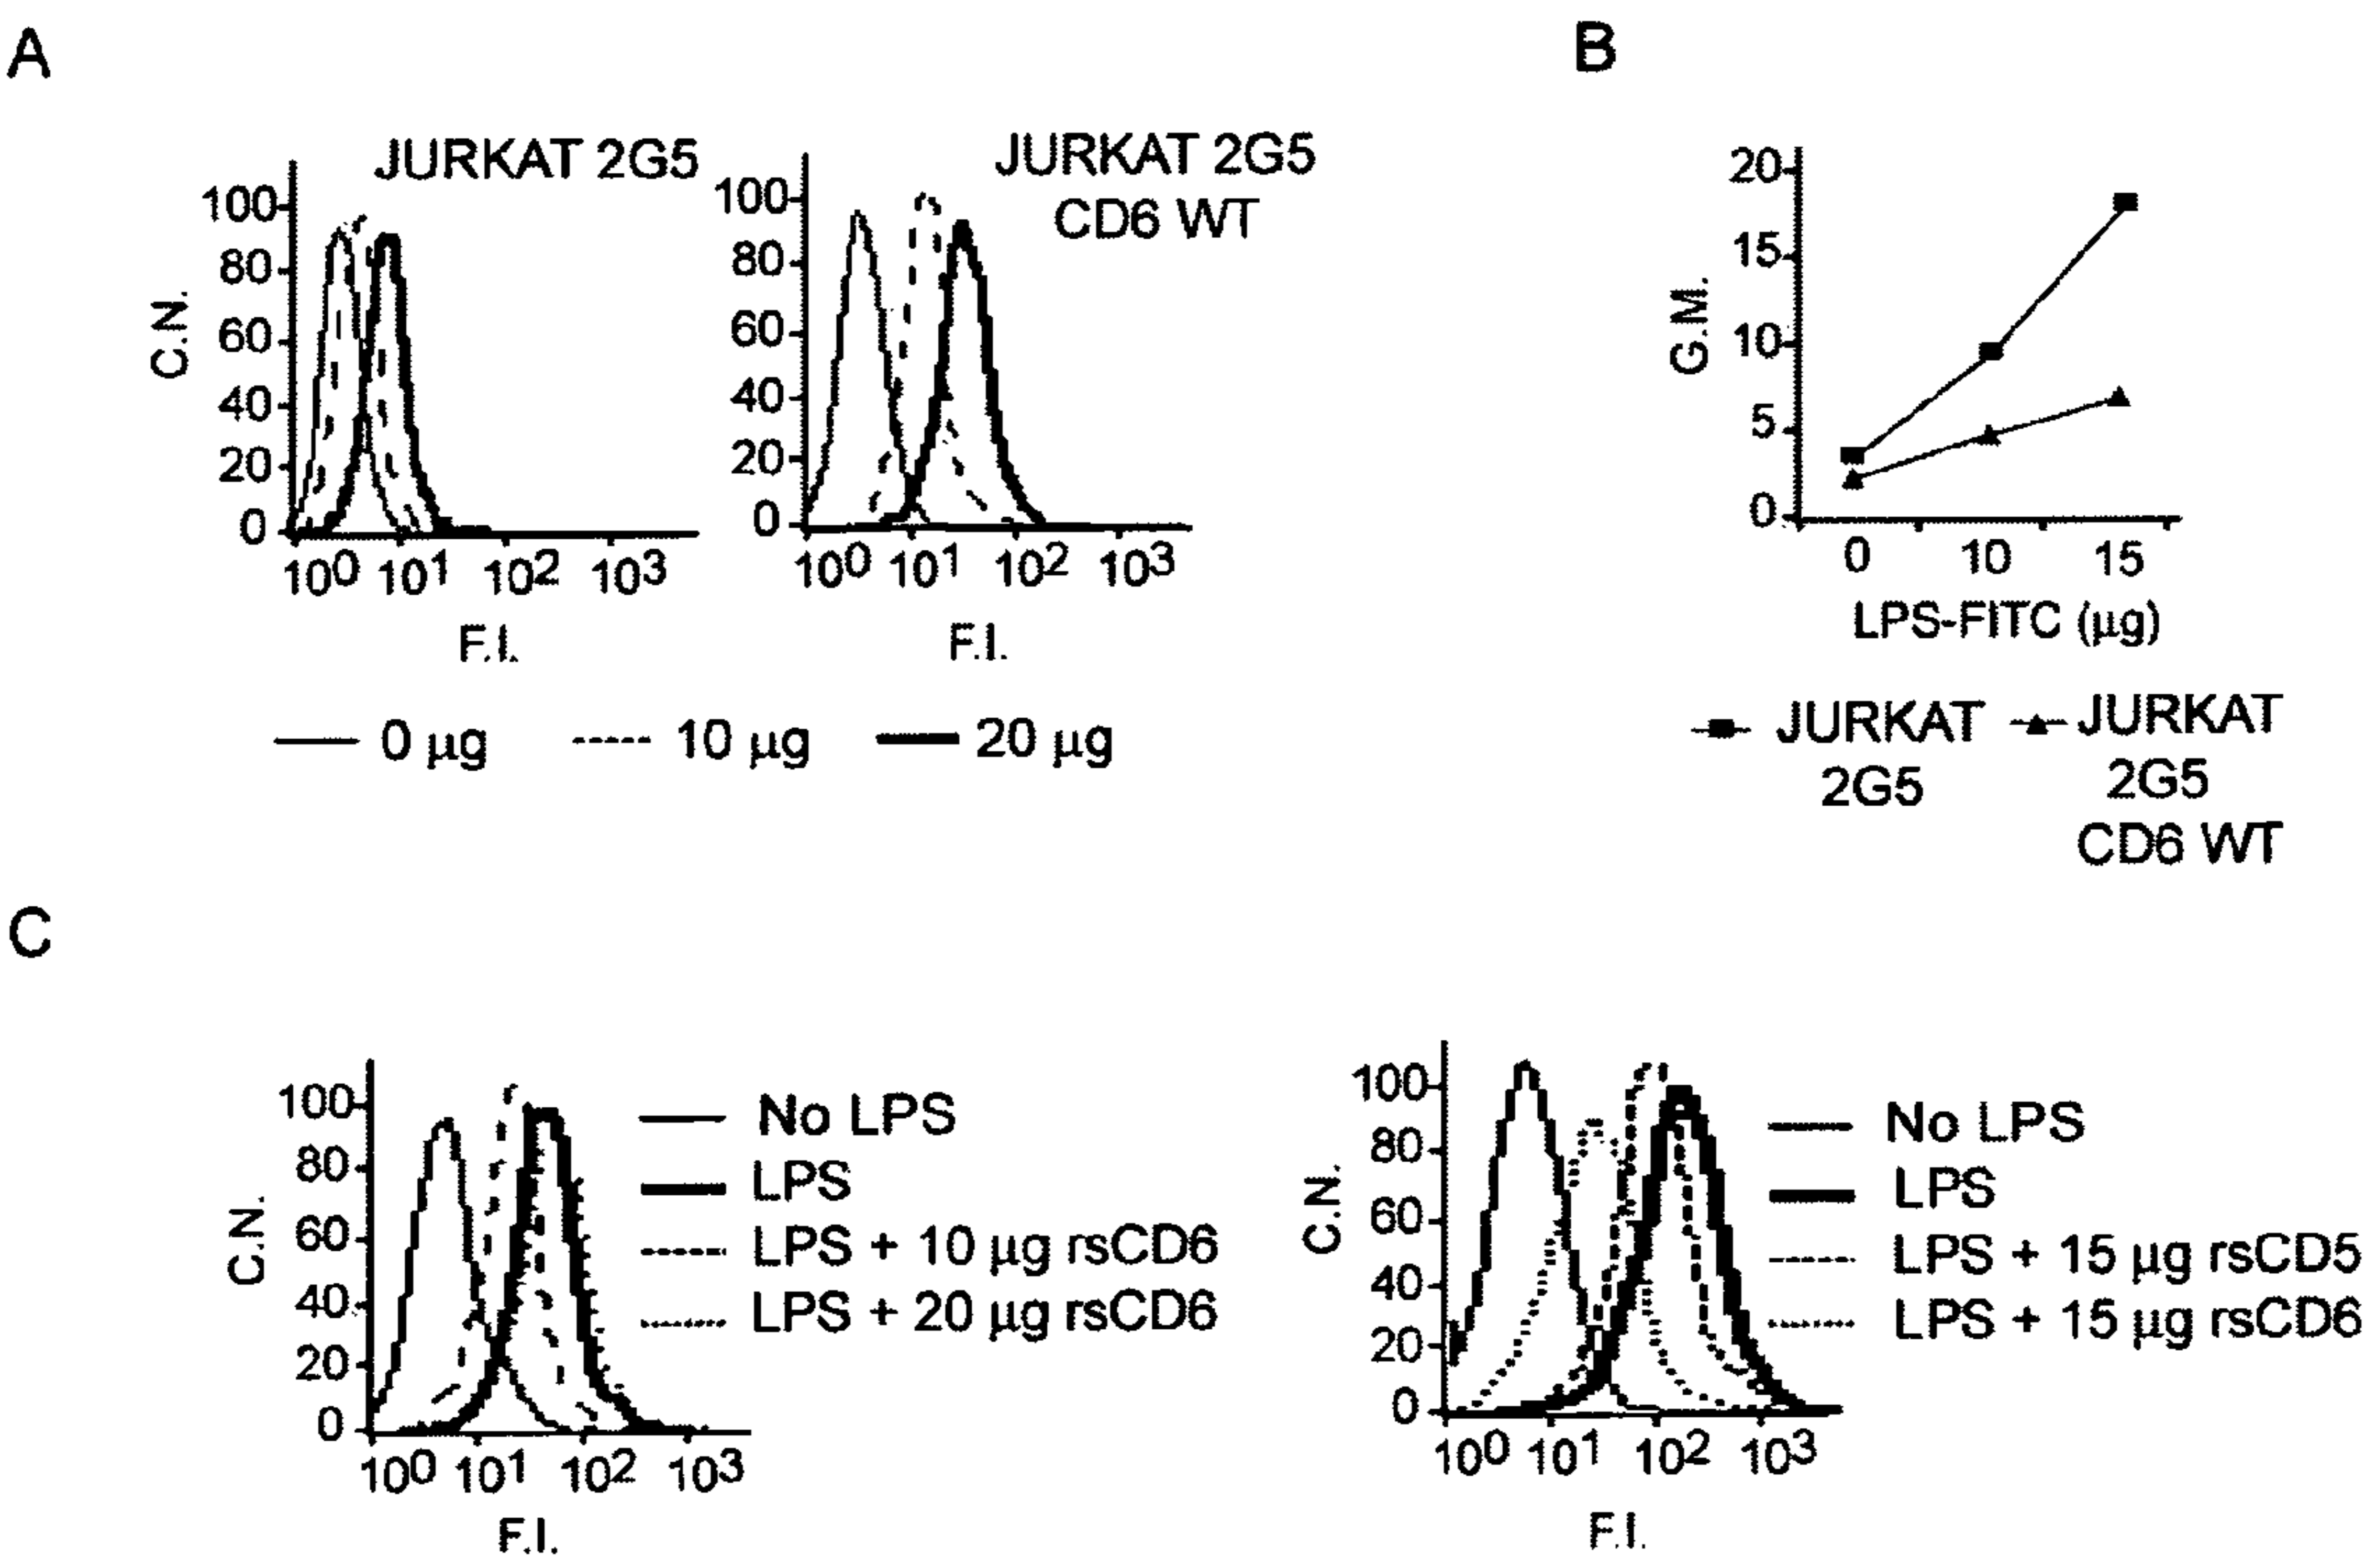 A
B
JURKAT 2G5
JURKAT 2G5
CD6 WT
100
80
60
40
20
0
C.N.
10^0 10^1 10^2 10^3
F.I.
100
80
60
40
20
0
10^0 10^1 10^2 10^3
F.I.
0 µg 10 µg 20 µg
20
15
10
5
0
G.M.
0 10 15
LPS-FITC (µg)
JURKAT
2G5
JURKAT
2G5
CD6 WT
C
100
80
60
40
20
0
C.N.
10^0 10^1 10^2 10^3
F.I.
No LPS
LPS
LPS + 10 µg rsCD6
LPS + 20 µg rsCD6
100
80
60
40
20
0
C.N.
10^0 10^1 10^2 10^3
F.I.
No LPS
LPS
LPS + 15 µg rsCD5
LPS + 15 µg rsCD6